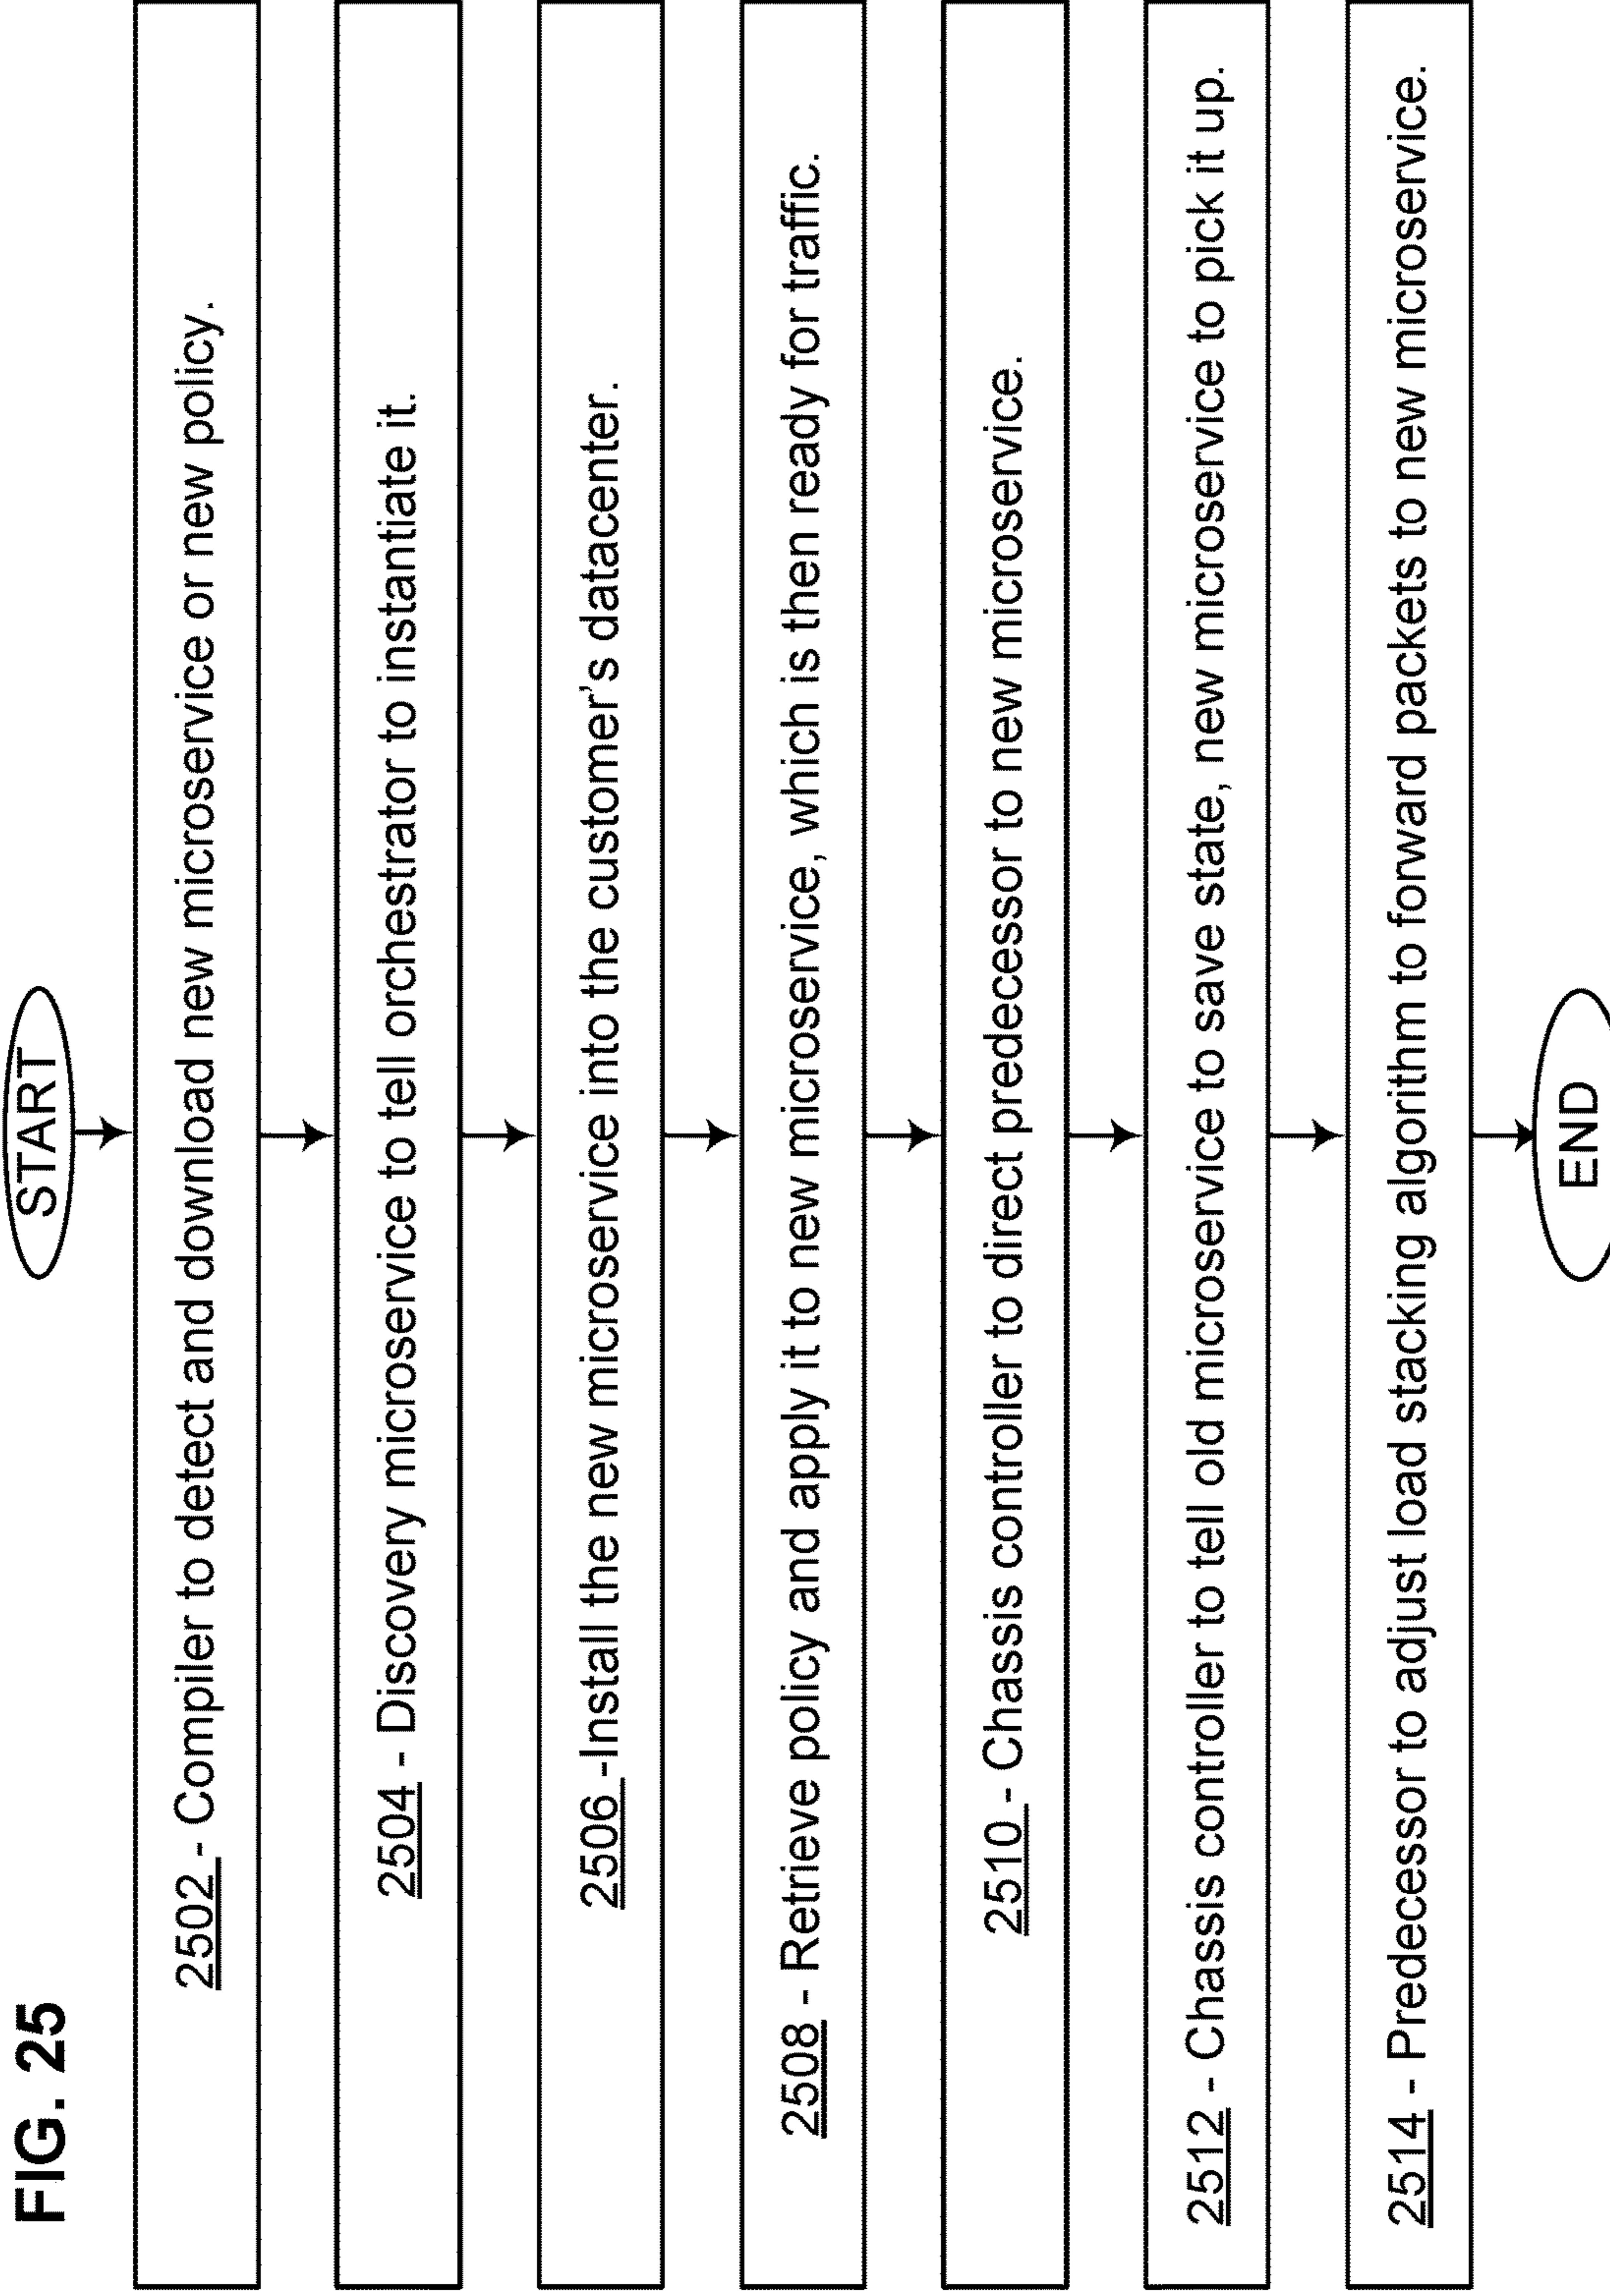 FIG. 25
START
2502 - Compiler to detect and download new microservice or new policy.
2504 - Discovery microservice to tell orchestrator to instantiate it.
2506 -Install the new microservice into the customer’s datacenter.
2508 - Retrieve policy and apply it to new microservice, which is then ready for traffic.
2510 - Chassis controller to direct predecessor to new microservice.
2512 - Chassis controller to tell old microservice to save state, new microservice to pick it up.
2514 - Predecessor to adjust load stacking algorithm to forward packets to new microservice.
END